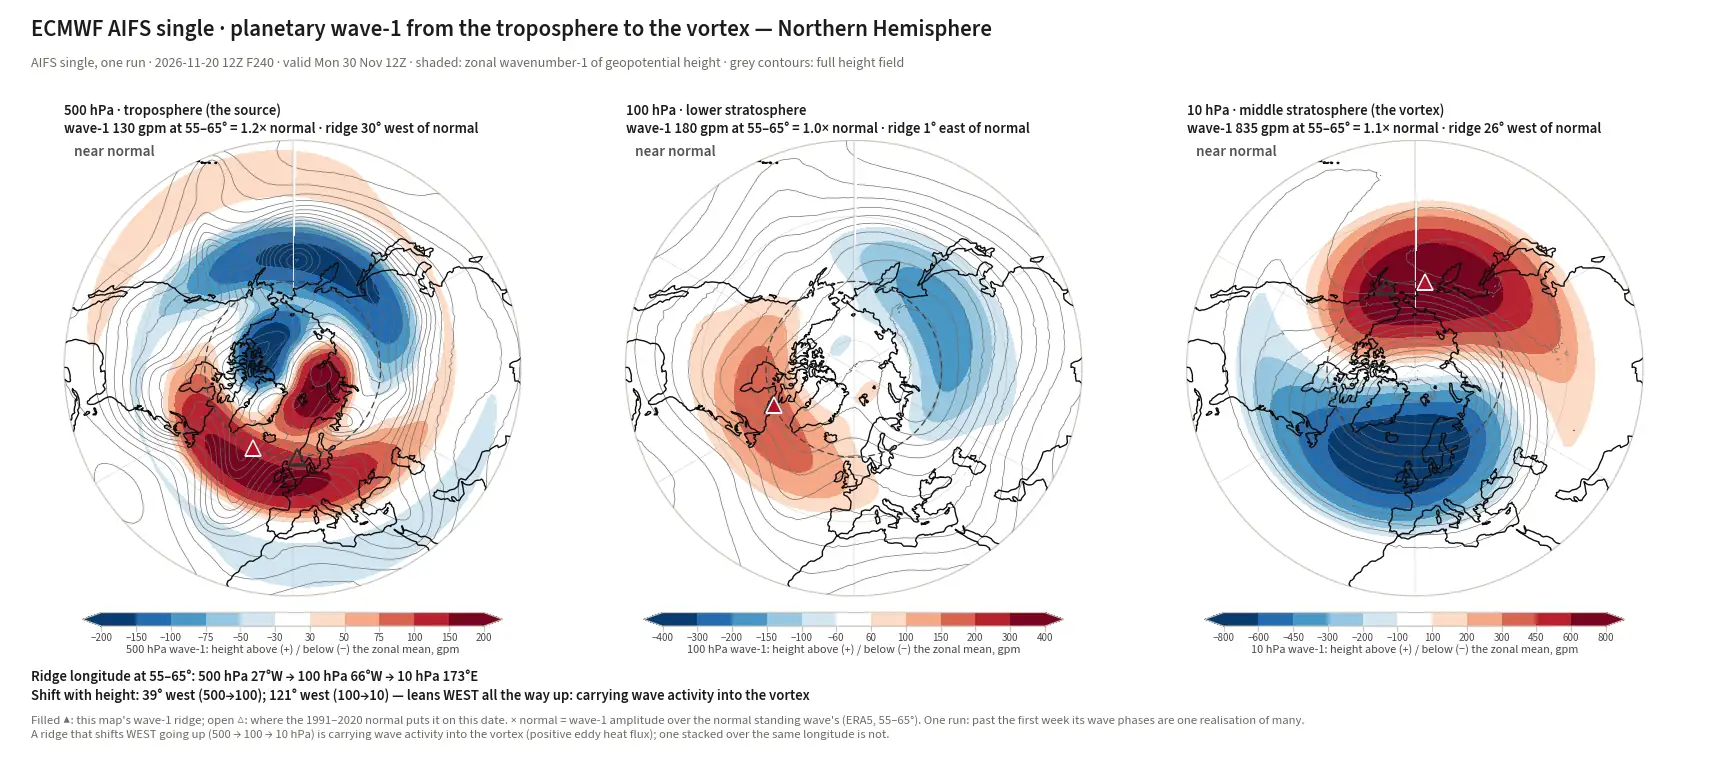 ECMWF AIFS single · planetary wave-1 from the troposphere to the vortex — Northern Hemisphere
AIFS single, one run · 2026-11-20 12Z F240 · valid Mon 30 Nov 12Z · shaded: zonal wavenumber-1 of geopotential height · grey contours: full height field
500 hPa · troposphere (the source)
wave-1 130 gpm at 55–65° = 1.2× normal · ridge 30° west of normal
near normal
100 hPa · lower stratosphere
wave-1 180 gpm at 55–65° = 1.0× normal · ridge 1° east of normal
near normal
10 hPa · middle stratosphere (the vortex)
wave-1 835 gpm at 55–65° = 1.1× normal · ridge 26° west of normal
near normal
−200 −150 −100 −75 −50 −30 30 50 75 100 150 200
500 hPa wave-1: height above (+) / below (−) the zonal mean, gpm
−400 −300 −200 −150 −100 −60 60 100 150 200 300 400
100 hPa wave-1: height above (+) / below (−) the zonal mean, gpm
−800 −600 −450 −300 −200 −100 100 200 300 450 600 800
10 hPa wave-1: height above (+) / below (−) the zonal mean, gpm
Ridge longitude at 55–65°: 500 hPa 27°W → 100 hPa 66°W → 10 hPa 173°E
Shift with height: 39° west (500→100); 121° west (100→10) — leans WEST all the way up: carrying wave activity into the vortex
Filled ▲: this map's wave-1 ridge; open △: where the 1991–2020 normal puts it on this date. × normal = wave-1 amplitude over the normal standing wave's (ERA5, 55–65°). One run: past the first week its wave phases are one realisation of many.
A ridge that shifts WEST going up (500 → 100 → 10 hPa) is carrying wave activity into the vortex (positive eddy heat flux); one stacked over the same longitude is not.